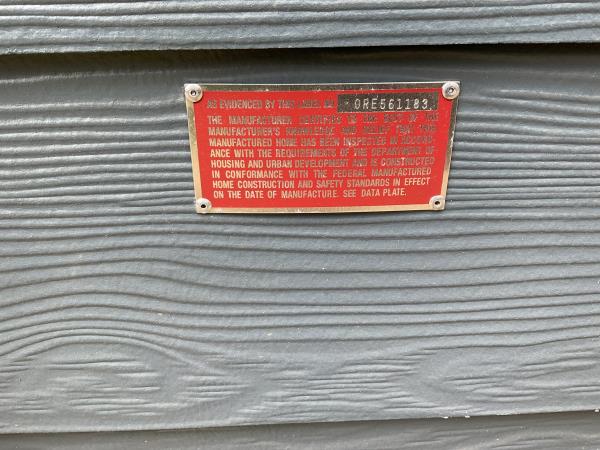 AS EVIDENCED BY THIS LABEL NO. ORE561183
THE MANUFACTURER CERTIFIES TO THE BEST OF THE
MANUFACTURER'S KNOWLEDGE AND BELIEF THAT THIS
MANUFACTURED HOME HAS BEEN INSPECTED IN ACCORD-
ANCE WITH THE REQUIREMENTS OF THE DEPARTMENT OF
HOUSING AND URBAN DEVELOPMENT AND IS CONSTRUCTED
IN CONFORMANCE WITH THE FEDERAL MANUFACTURED
HOME CONSTRUCTION AND SAFETY STANDARDS IN EFFECT
ON THE DATE OF MANUFACTURE. SEE DATA PLATE.